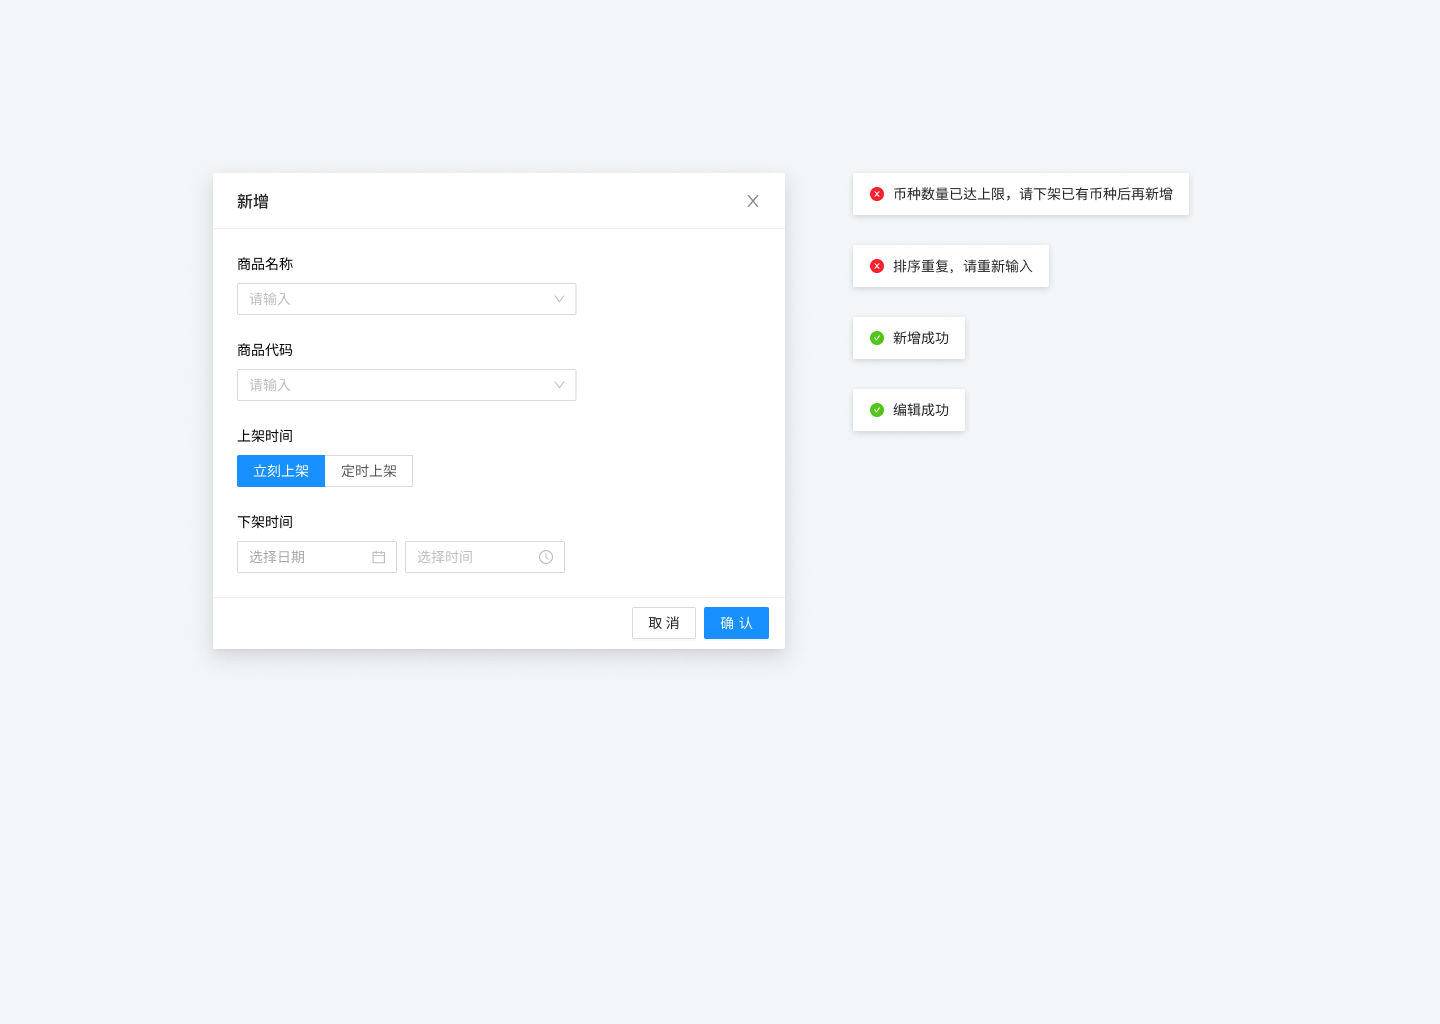 新增
商品名称
请输入
商品代码
请输入
上架时间
立刻上架 定时上架
下架时间
选择日期 选择时间
取 消 确 认
币种数量已达上限，请下架已有币种后再新增
排序重复，请重新输入
新增成功
编辑成功